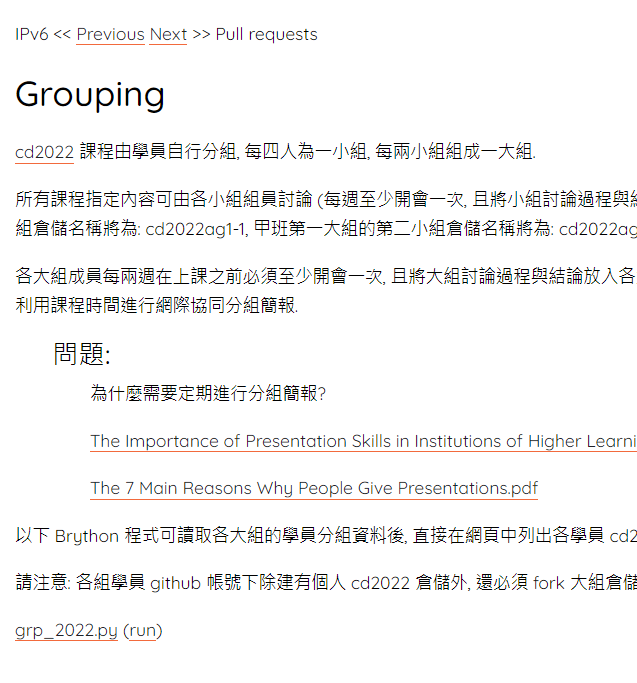 IPv6 << Previous Next >> Pull requests
Grouping
cd2022 課程由學員自行分組, 每四人為一小組, 每兩小組組成一大組.
所有課程指定內容可由各小組組員討論 (每週至少開會一次, 且將小組討論過程與結
組倉儲名稱將為: cd2022ag1-1, 甲班第一大組的第二小組倉儲名稱將為: cd2022ag
各大組成員每兩週在上課之前必須至少開會一次, 且將大組討論過程與結論放入各
利用課程時間進行網際協同分組簡報.
問題:
為什麼需要定期進行分組簡報?
The Importance of Presentation Skills in Institutions of Higher Learni
The 7 Main Reasons Why People Give Presentations.pdf
以下 Brython 程式可讀取各大組的學員分組資料後, 直接在網頁中列出各學員 cd2
請注意: 各組學員 github 帳號下除建有個人 cd2022 倉儲外, 還必須 fork 大組倉儲
grp_2022.py (run)